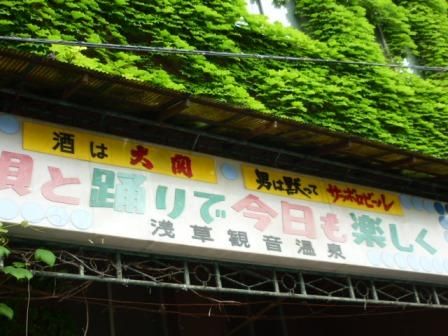 酒は 大関
男は黙って サッポロビール
唄と踊りで今日も楽しく
浅草観音温泉